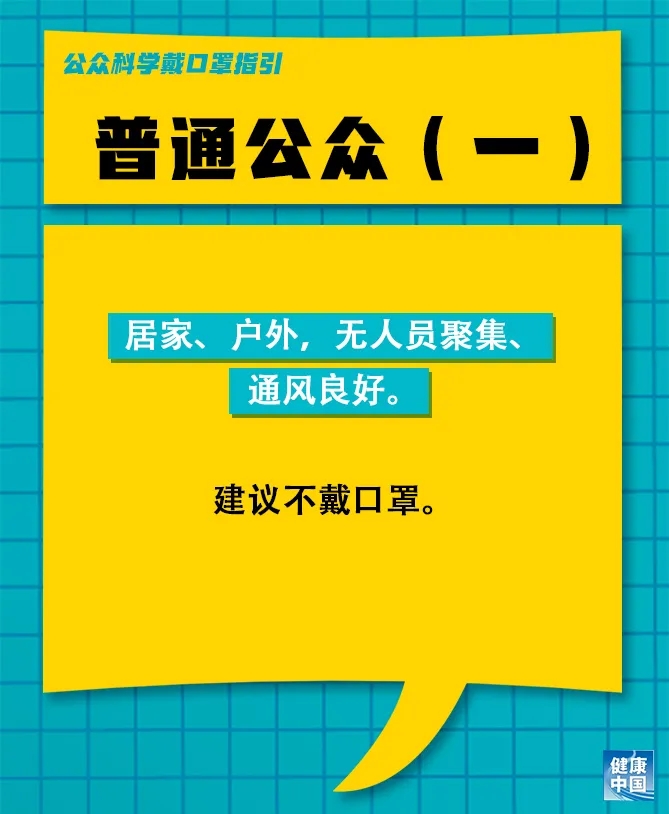 公众科学戴口罩指引
普通公众（一）
居家、户外，无人员聚集、
通风良好。
建议不戴口罩。
健康
中国